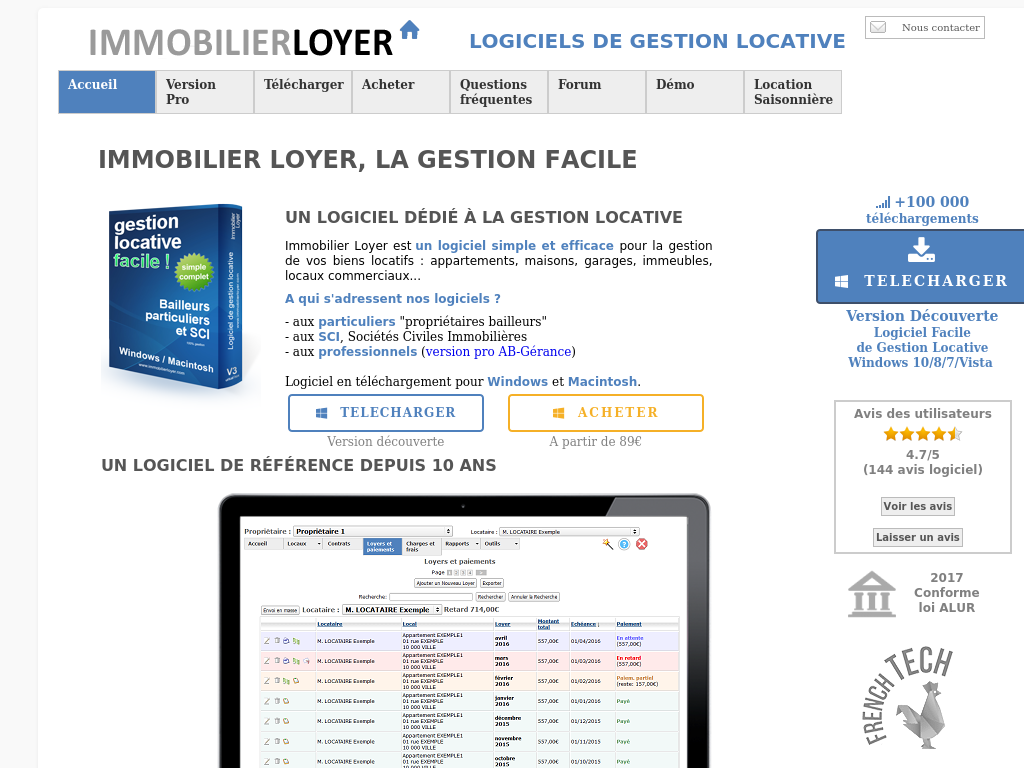 IMMOBILIERLOYER
LOGICIELS DE GESTION LOCATIVE
Nous contacter
Accueil
Version
Pro
Télécharger
Acheter
Questions
fréquentes
Forum
Démo
Location
Saisonnière
IMMOBILIER LOYER, LA GESTION FACILE
gestion
locative
facile !
simple
complet
Bailleurs
particuliers
et SCI
Windows / Macintosh
www.immobilierloyer.com
Immobilier
Loyer
Logiciel de gestion locative
V3
UN LOGICIEL DÉDIÉ À LA GESTION LOCATIVE
Immobilier Loyer est un logiciel simple et efficace pour la gestion
de vos biens locatifs : appartements, maisons, garages, immeubles,
locaux commerciaux...
A qui s'adressent nos logiciels ?
- aux particuliers "propriétaires bailleurs"
- aux SCI, Sociétés Civiles Immobilières
- aux professionnels (version pro AB-Gérance)
Logiciel en téléchargement pour Windows et Macintosh.
TELECHARGER
ACHETER
Version découverte
A partir de 89€
UN LOGICIEL DE RÉFÉRENCE DEPUIS 10 ANS
Propriétaire : Propriétaire 1
Locataire : M. LOCATAIRE Exemple
Accueil
Locaux
Contrats
Loyers et
paiements
Charges et
frais
Rapports
Outils
Loyers et paiements
Page 1 2 3 4
Ajouter un Nouveau Loyer
Exporter
Recherche:
Rechercher
Annuler la Recherche
Envoi en masse
Locataire : M. LOCATAIRE Exemple
Retard 714,00€
Locataire Local Loyer Montant total Echéance Paiement
M. LOCATAIRE Exemple Appartement EXEMPLE1 01 rue EXEMPLE 10 000 VILLE avril 2016 557,00€ 01/04/2016 En attente (557,00€)
M. LOCATAIRE Exemple Appartement EXEMPLE1 01 rue EXEMPLE 10 000 VILLE mars 2016 557,00€ 01/03/2016 En retard (557,00€)
M. LOCATAIRE Exemple Appartement EXEMPLE1 01 rue EXEMPLE 10 000 VILLE février 2016 557,00€ 01/02/2016 Paiem. partiel (reste: 157,00€)
M. LOCATAIRE Exemple Appartement EXEMPLE1 01 rue EXEMPLE 10 000 VILLE janvier 2016 557,00€ 01/01/2016 Payé
M. LOCATAIRE Exemple Appartement EXEMPLE1 01 rue EXEMPLE 10 000 VILLE décembre 2015 557,00€ 01/12/2015 Payé
M. LOCATAIRE Exemple Appartement EXEMPLE1 01 rue EXEMPLE 10 000 VILLE novembre 2015 557,00€ 01/11/2015 Payé
M. LOCATAIRE Exemple Appartement EXEMPLE1 01 rue EXEMPLE 10 000 VILLE octobre 2015 557,00€ 01/10/2015 Payé
+100 000
téléchargements
TELECHARGER
Version Découverte
Logiciel Facile
de Gestion Locative
Windows 10/8/7/Vista
Avis des utilisateurs
4.7/5
(144 avis logiciel)
Voir les avis
Laisser un avis
2017
Conforme
loi ALUR
FRENCH TECH